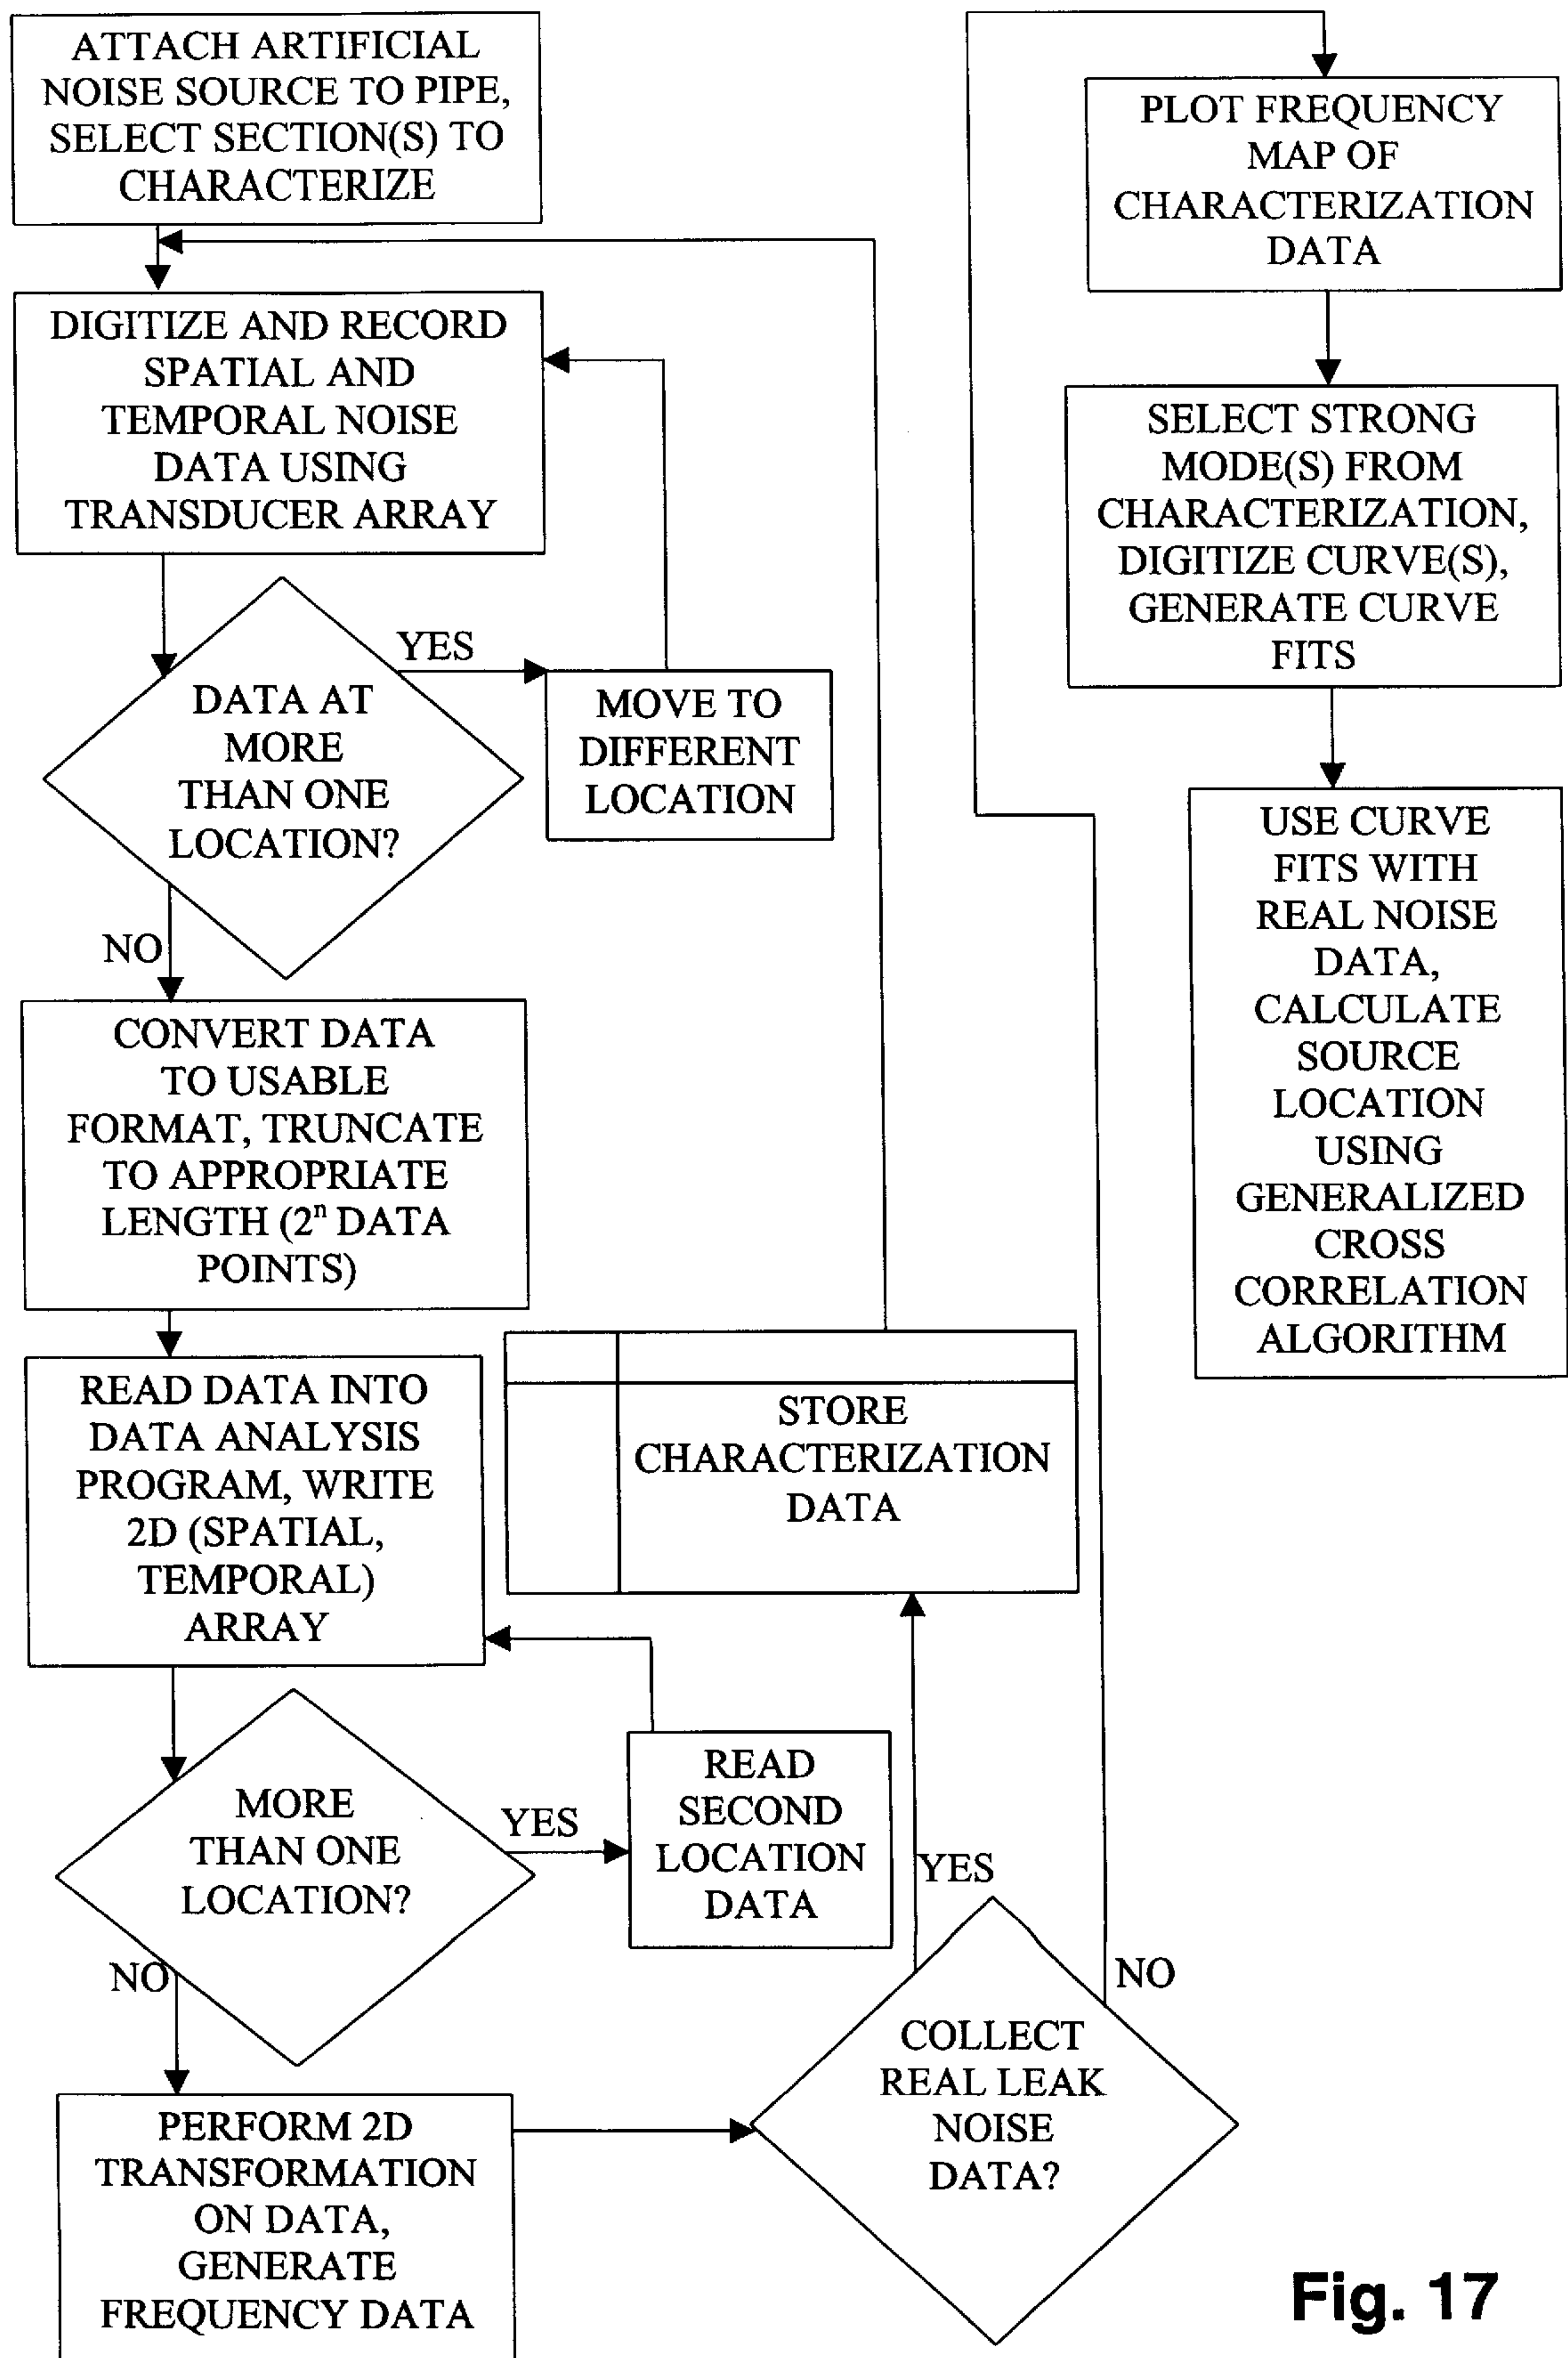 ATTACH ARTIFICIAL
NOISE SOURCE TO PIPE,
SELECT SECTION(S) TO
CHARACTERIZE
DIGITIZE AND RECORD
SPATIAL AND
TEMPORAL NOISE
DATA USING
TRANSDUCER ARRAY
DATA AT
MORE
THAN ONE
LOCATION?
YES
MOVE TO
DIFFERENT
LOCATION
NO
CONVERT DATA
TO USABLE
FORMAT, TRUNCATE
TO APPROPRIATE
LENGTH (2ⁿ DATA
POINTS)
READ DATA INTO
DATA ANALYSIS
PROGRAM, WRITE
2D (SPATIAL,
TEMPORAL)
ARRAY
MORE
THAN ONE
LOCATION?
YES
READ
SECOND
LOCATION
DATA
NO
PERFORM 2D
TRANSFORMATION
ON DATA,
GENERATE
FREQUENCY DATA
COLLECT
REAL LEAK
NOISE
DATA?
YES
STORE
CHARACTERIZATION
DATA
NO
PLOT FREQUENCY
MAP OF
CHARACTERIZATION
DATA
SELECT STRONG
MODE(S) FROM
CHARACTERIZATION,
DIGITIZE CURVE(S),
GENERATE CURVE
FITS
USE CURVE
FITS WITH
REAL NOISE
DATA,
CALCULATE
SOURCE
LOCATION
USING
GENERALIZED
CROSS
CORRELATION
ALGORITHM
Fig. 17